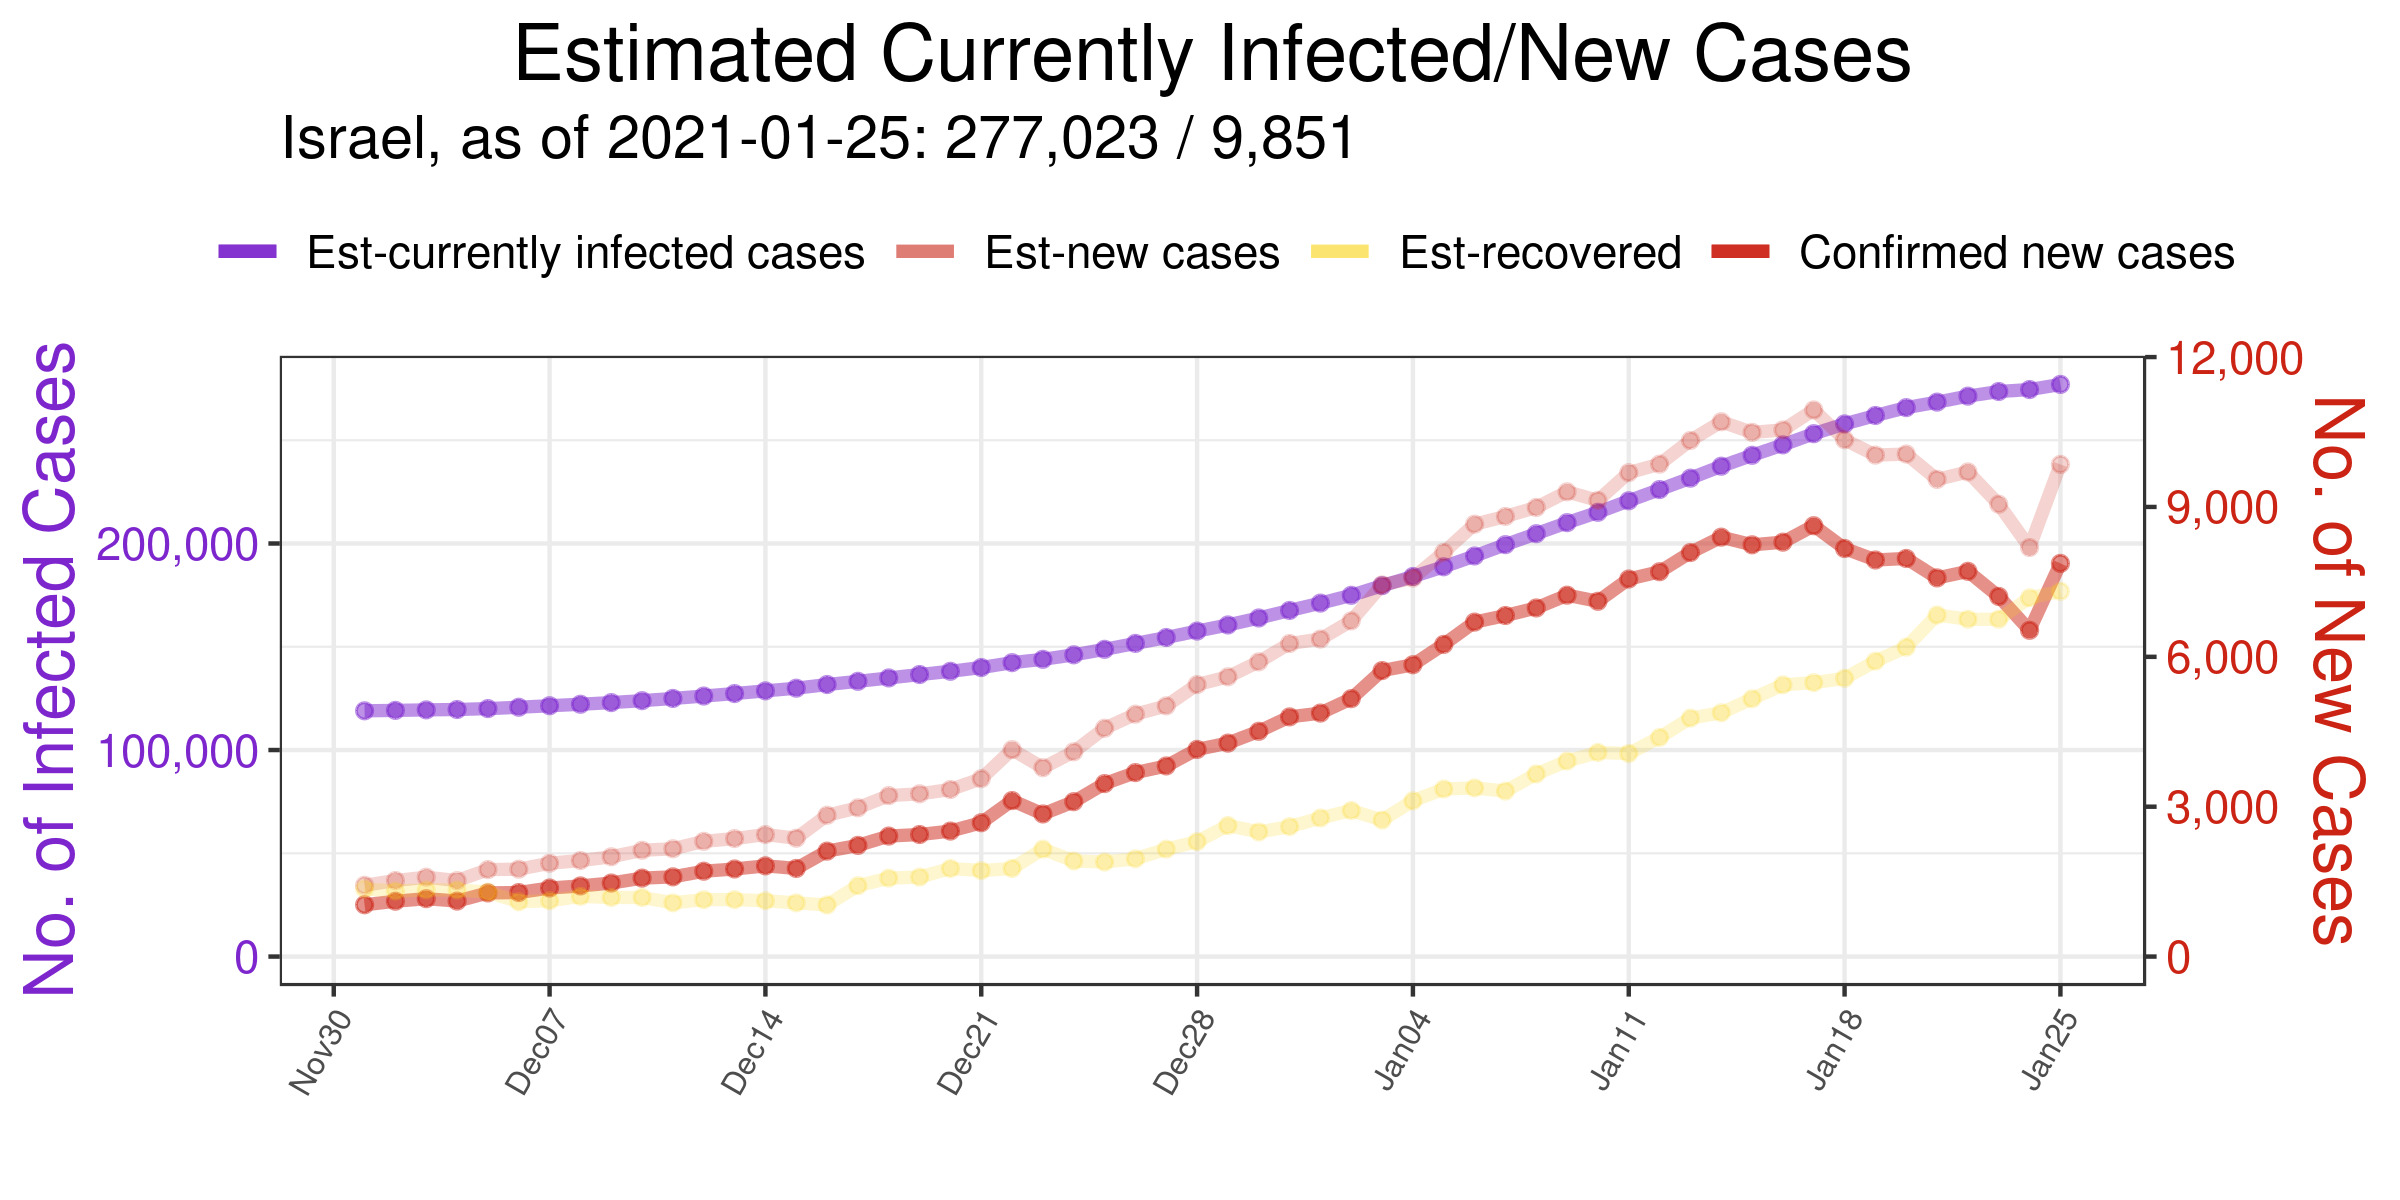 Estimated Currently Infected/New Cases
Israel, as of 2021-01-25: 277,023 / 9,851
Est-currently infected cases Est-new cases Est-recovered Confirmed new cases
No. of Infected Cases
200,000
100,000
0
12,000
9,000
6,000
3,000
0
No. of New Cases
Nov30 Dec07 Dec14 Dec21 Dec28 Jan04 Jan11 Jan18 Jan25